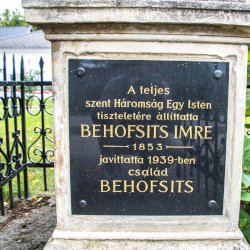 A teljes
szent Háromság Egy Isten
tiszteletére állíttatta
BEHOFSITS IMRE
1853
javíttatta 1939-ben
család
BEHOFSITS